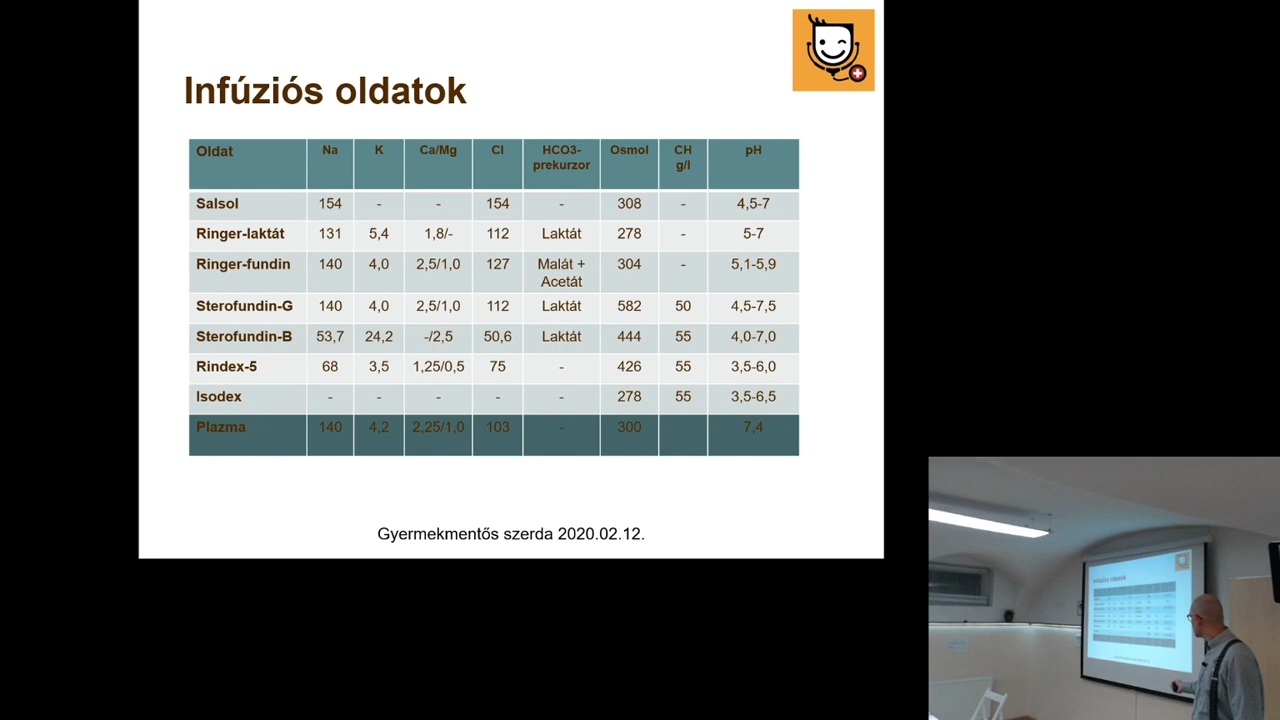 Infúziós oldatok
Oldat Na K Ca/Mg Cl HCO3- prekurzor Osmol CH g/l pH
Salsol 154 - - 154 - 308 - 4,5-7
Ringer-laktát 131 5,4 1,8/- 112 Laktát 278 - 5-7
Ringer-fundin 140 4,0 2,5/1,0 127 Malát + Acetát 304 - 5,1-5,9
Sterofundin-G 140 4,0 2,5/1,0 112 Laktát 582 50 4,5-7,5
Sterofundin-B 53,7 24,2 -/2,5 50,6 Laktát 444 55 4,0-7,0
Rindex-5 68 3,5 1,25/0,5 75 - 426 55 3,5-6,0
Isodex - - - - - 278 55 3,5-6,5
Plazma 140 4,2 2,25/1,0 103 - 300 7,4
Gyermekmentős szerda 2020.02.12.
Infúziós oldatok